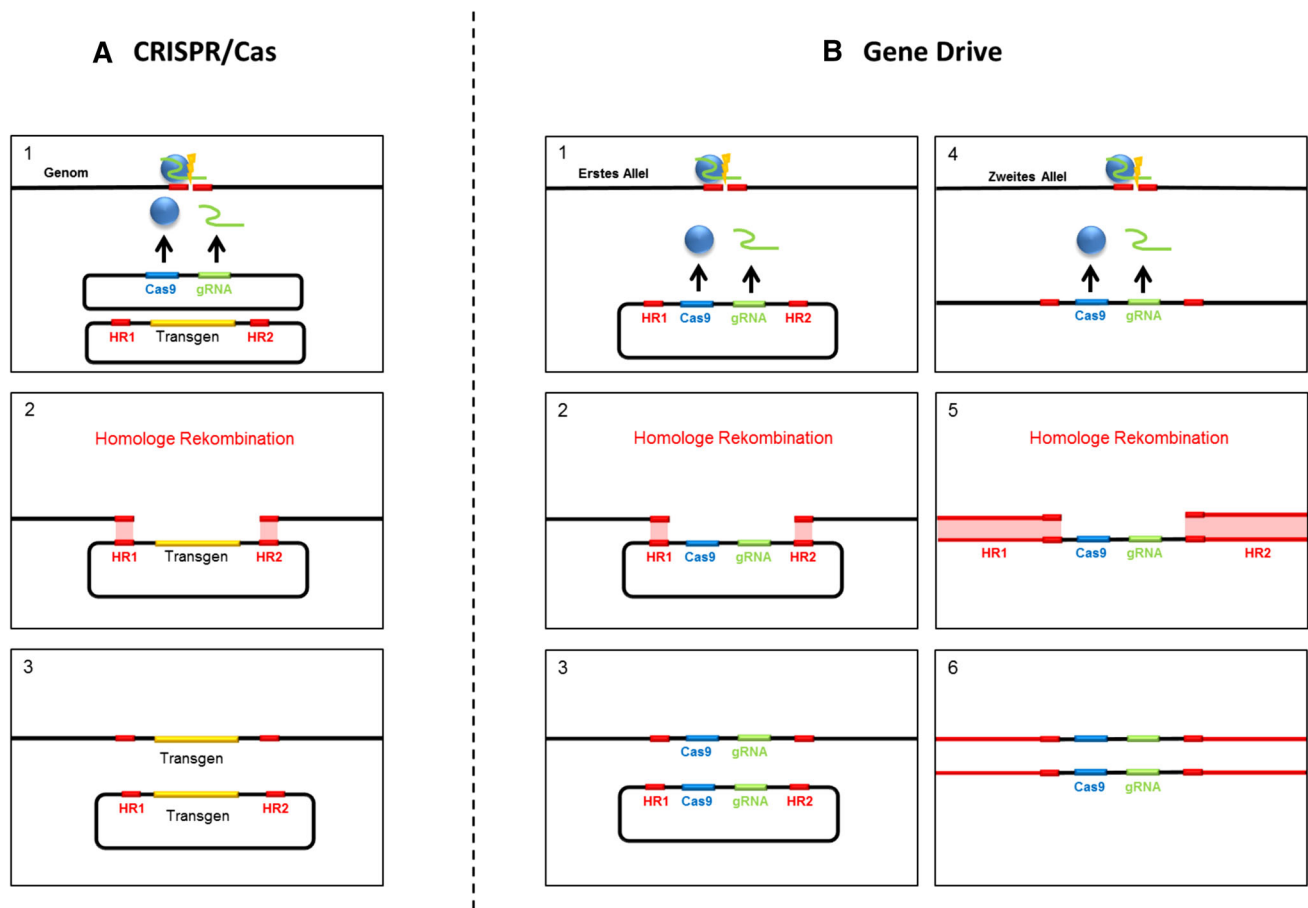 A CRISPR/Cas
1
Genom
Cas9 gRNA
HR1 Transgen HR2
2
Homologe Rekombination
HR1 Transgen HR2
3
Transgen
HR1 Transgen HR2
B Gene Drive
1
Erstes Allel
HR1 Cas9 gRNA HR2
2
Homologe Rekombination
HR1 Cas9 gRNA HR2
3
Cas9 gRNA
HR1 Cas9 gRNA HR2
4
Zweites Allel
Cas9 gRNA
5
Homologe Rekombination
HR1 Cas9 gRNA HR2
6
Cas9 gRNA